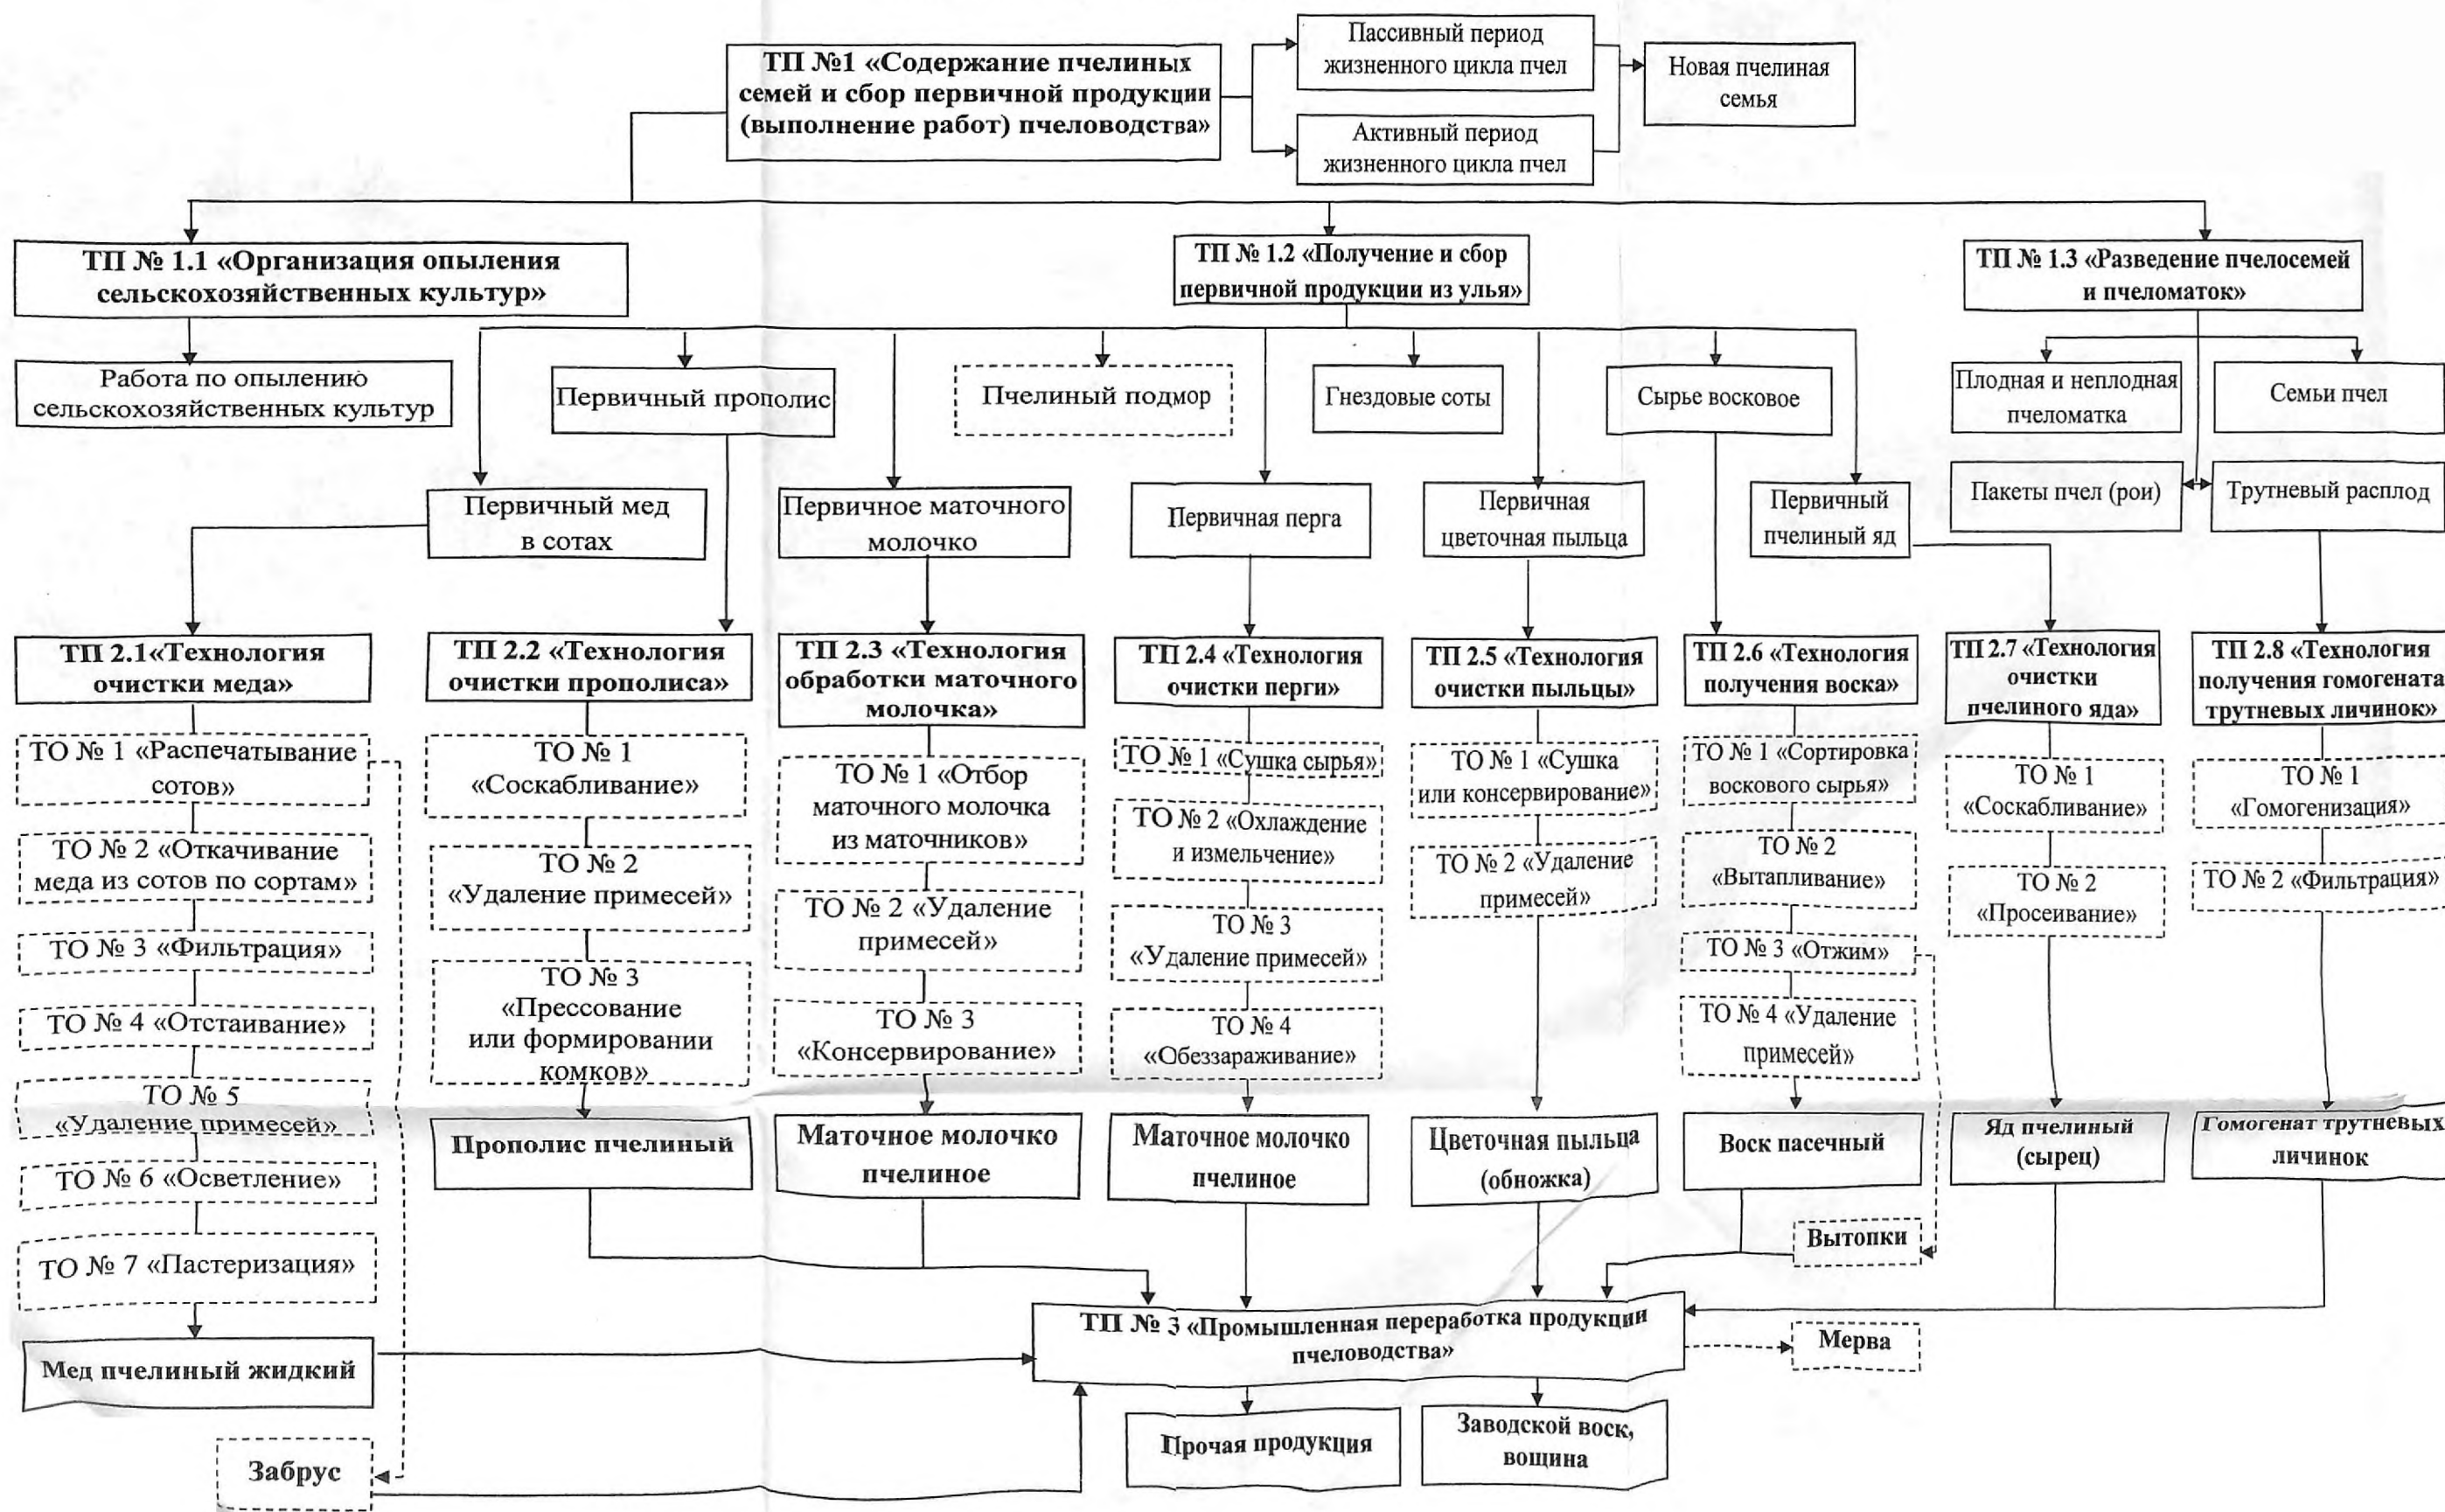 ТП №1 «Содержание пчелиных
семей и сбор первичной продукции
(выполнение работ) пчеловодства»
Пассивный период
жизненного цикла пчел
Активный период
жизненного цикла пчел
Новая пчелиная
семья
ТП № 1.1 «Организация опыления
сельскохозяйственных культур»
ТП № 1.2 «Получение и сбор
первичной продукции из улья»
ТП № 1.3 «Разведение пчелосемей
и пчеломаток»
Работа по опылению
сельскохозяйственных культур
Первичный прополис
Пчелиный подмор
Гнездовые соты
Сырье восковое
Плодная и неплодная
пчеломатка
Семьи пчел
Первичный мед
в сотах
Первичное маточного
молочко
Первичная перга
Первичная
цветочная пыльца
Первичный
пчелиный яд
Пакеты пчел (рои)
Трутневый расплод
ТП 2.1«Технология
очистки меда»
ТО № 1 «Распечатывание
сотов»
ТО № 2 «Откачивание
меда из сотов по сортам»
ТО № 3 «Фильтрация»
ТО № 4 «Отстаивание»
ТО № 5
«Удаление примесей»
ТО № 6 «Осветление»
ТО № 7 «Пастеризация»
Мед пчелиный жидкий
Забрус
ТП 2.2 «Технология
очистки прополиса»
ТО № 1
«Соскабливание»
ТО № 2
«Удаление примесей»
ТО № 3
«Прессование
или формировании
комков»
Прополис пчелиный
ТП 2.3 «Технология
обработки маточного
молочка»
ТО № 1 «Отбор
маточного молочка
из маточников»
ТО № 2 «Удаление
примесей»
ТО № 3
«Консервирование»
Маточное молочко
пчелиное
ТП 2.4 «Технология
очистки перги»
ТО № 1 «Сушка сырья»
ТО № 2 «Охлаждение
и измельчение»
ТО № 3
«Удаление примесей»
ТО № 4
«Обеззараживание»
Маточное молочко
пчелиное
ТП 2.5 «Технология
очистки пыльцы»
ТО № 1 «Сушка
или консервирование»
ТО № 2 «Удаление
примесей»
Цветочная пыльца
(обножка)
ТП 2.6 «Технология
получения воска»
ТО № 1 «Сортировка
воскового сырья»
ТО № 2
«Вытапливание»
ТО № 3 «Отжим»
ТО № 4 «Удаление
примесей»
Воск пасечный
Вытопки
ТП 2.7 «Технология
очистки
пчелиного яда»
ТО № 1
«Соскабливание»
ТО № 2
«Просеивание»
Яд пчелиный
(сырец)
ТП 2.8 «Технология
получения гомогената
трутневых личинок»
ТО № 1
«Гомогенизация»
ТО № 2 «Фильтрация»
Гомогенат трутневых
личинок
ТП № 3 «Промышленная переработка продукции
пчеловодства»
Мерва
Прочая продукция
Заводской воск,
вощина